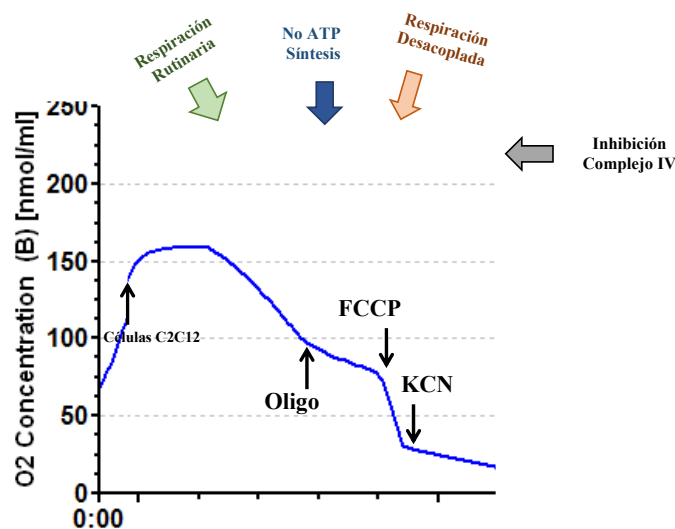 Respiración
Rutinaria
No ATP
Síntesis
Respiración
Desacoplada
Inhibición
Complejo IV
O2 Concentration (B) [nmol/ml]
250
200
150
100
50
0
0:00
Células C2C12
Oligo
FCCP
KCN